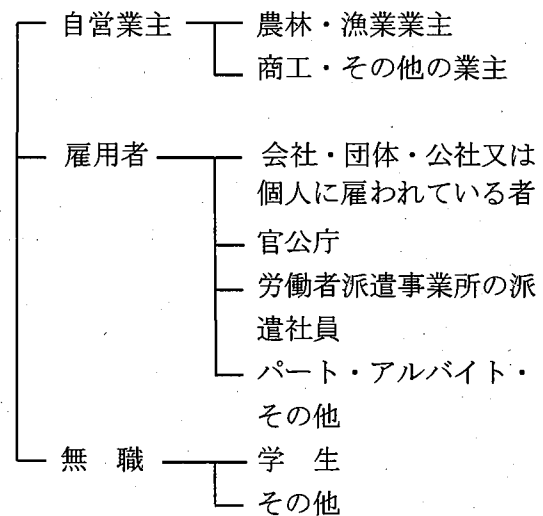 自営業主 農林・漁業業主
商工・その他の業主
雇用者 会社・団体・公社又は
個人に雇われている者
官公庁
労働者派遣事業所の派
遣社員
パート・アルバイト・
その他
無職 学生
その他